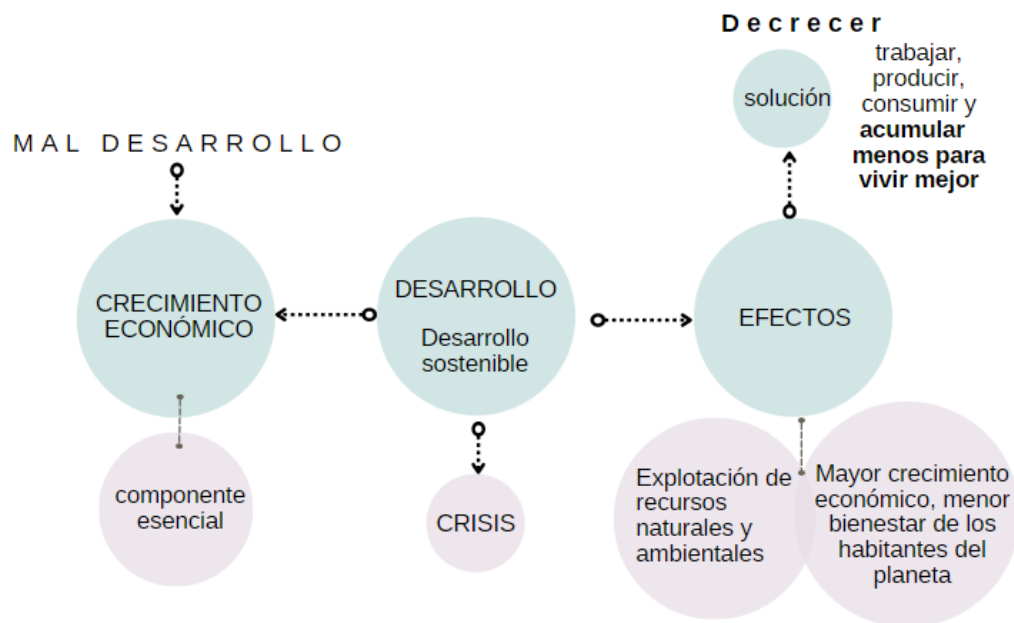 Decrecer
trabajar,
producir,
consumir y
acumular
menos para
vivir mejor
solución
MAL DESARROLLO
CRECIMIENTO
ECONÓMICO
DESARROLLO
Desarrollo
sostenible
EFECTOS
componente
esencial
CRISIS
Explotación de
recursos
naturales y
ambientales
Mayor crecimiento
económico, menor
bienestar de los
habitantes del
planeta